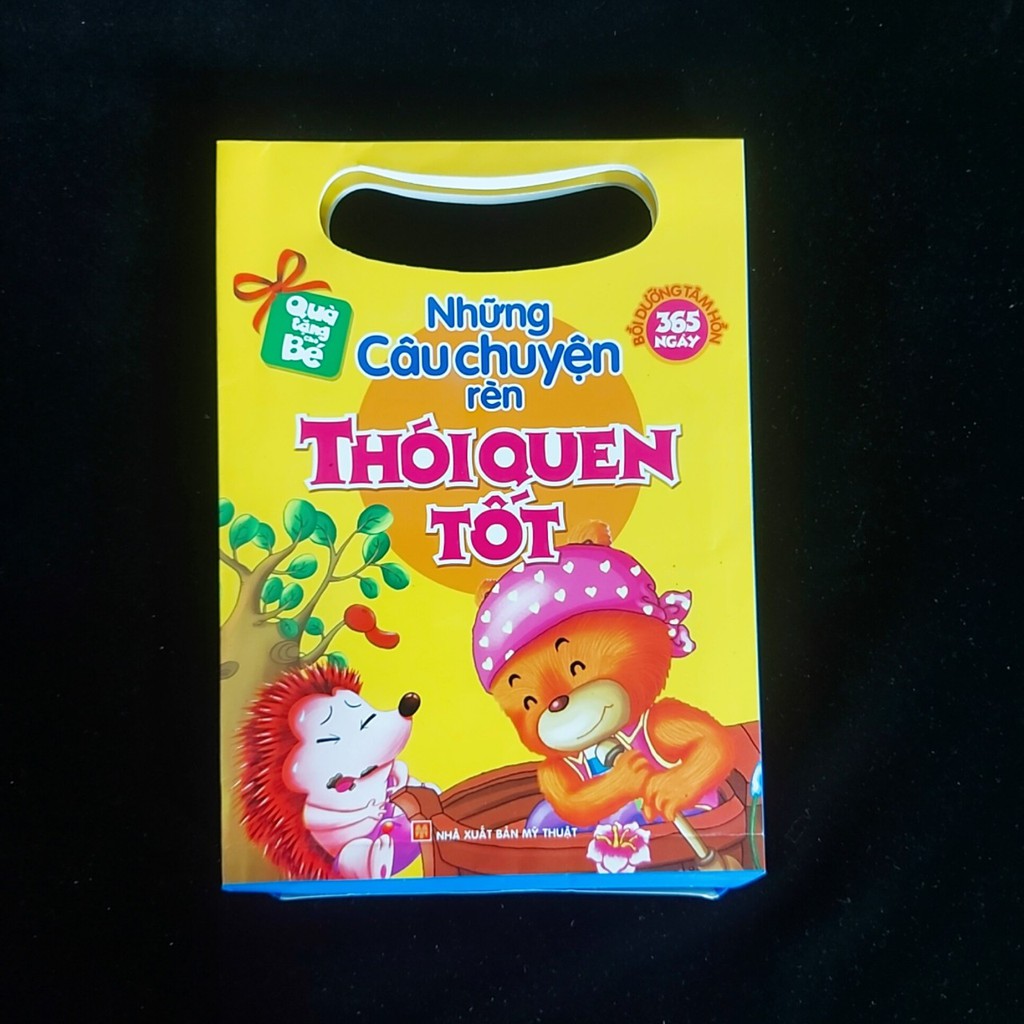 Quà
tặng
cho
Bé
Những
Câu chuyện
rèn
THÓI QUEN
TỐT
BỒI DƯỠNG TÂM HỒN
365
NGÀY
NHÀ XUẤT BẢN MỸ THUẬT